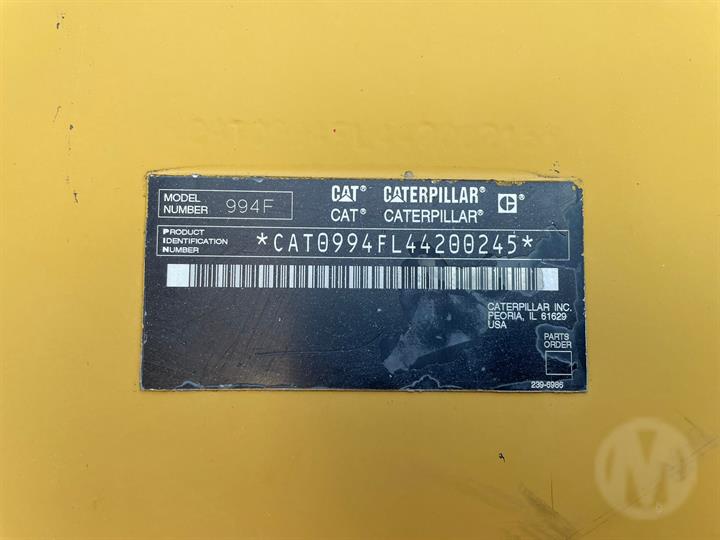 MODEL NUMBER 994F
CAT® CATERPILLAR® C®
CAT® CATERPILLAR®
PRODUCT IDENTIFICATION NUMBER *CAT0994FL44200245*
CATERPILLAR INC.
PEORIA, IL 61629
USA
PARTS
ORDER
239-6986
M